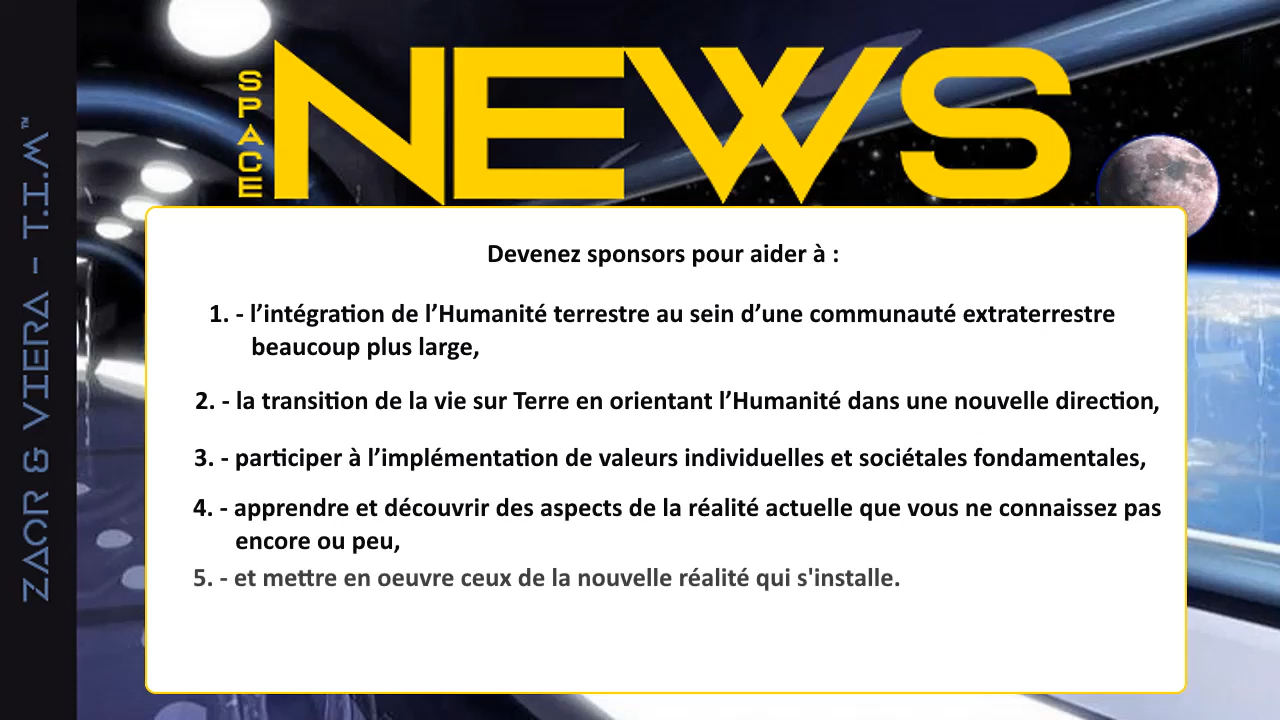 SPACE
NEWS
ZAOR & VIERA - T.I.M™
Devenez sponsors pour aider à :
1. - l’intégration de l’Humanité terrestre au sein d’une communauté extraterrestre
beaucoup plus large,
2. - la transition de la vie sur Terre en orientant l’Humanité dans une nouvelle direction,
3. - participer à l’implémentation de valeurs individuelles et sociétales fondamentales,
4. - apprendre et découvrir des aspects de la réalité actuelle que vous ne connaissez pas
encore ou peu,
5. - et mettre en oeuvre ceux de la nouvelle réalité qui s'installe.